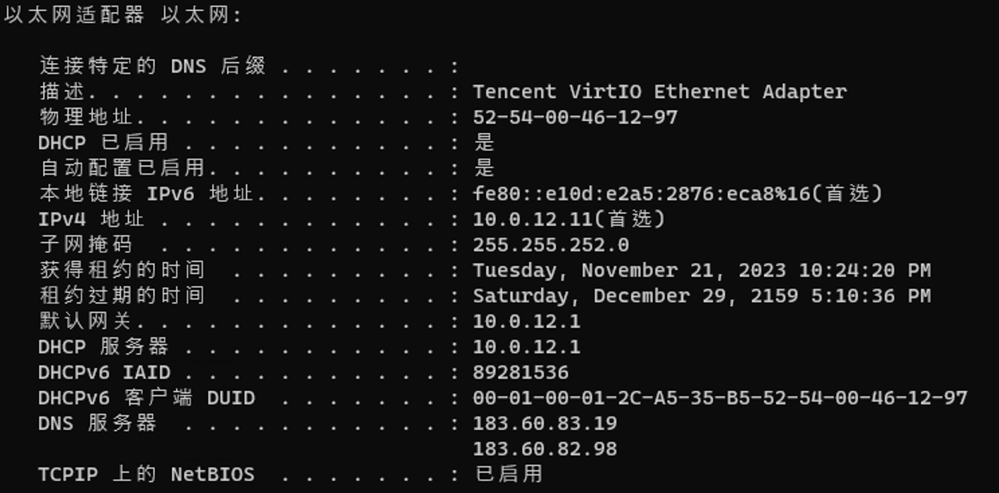 以太网适配器 以太网:
连接特定的 DNS 后缀 . . . . . . . :
描述. . . . . . . . . . . . . . . : Tencent VirtIO Ethernet Adapter
物理地址. . . . . . . . . . . . . : 52-54-00-46-12-97
DHCP 已启用 . . . . . . . . . . . : 是
自动配置已启用. . . . . . . . . . : 是
本地链接 IPv6 地址. . . . . . . . : fe80::e10d:e2a5:2876:eca8%16(首选)
IPv4 地址 . . . . . . . . . . . . : 10.0.12.11(首选)
子网掩码  . . . . . . . . . . . . : 255.255.252.0
获得租约的时间  . . . . . . . . . : Tuesday, November 21, 2023 10:24:20 PM
租约过期的时间  . . . . . . . . . : Saturday, December 29, 2159 5:10:36 PM
默认网关. . . . . . . . . . . . . : 10.0.12.1
DHCP 服务器 . . . . . . . . . . . : 10.0.12.1
DHCPv6 IAID . . . . . . . . . . . : 89281536
DHCPv6 客户端 DUID  . . . . . . . : 00-01-00-01-2C-A5-35-B5-52-54-00-46-12-97
DNS 服务器  . . . . . . . . . . . : 183.60.83.19
183.60.82.98
TCPIP 上的 NetBIOS  . . . . . . . : 已启用